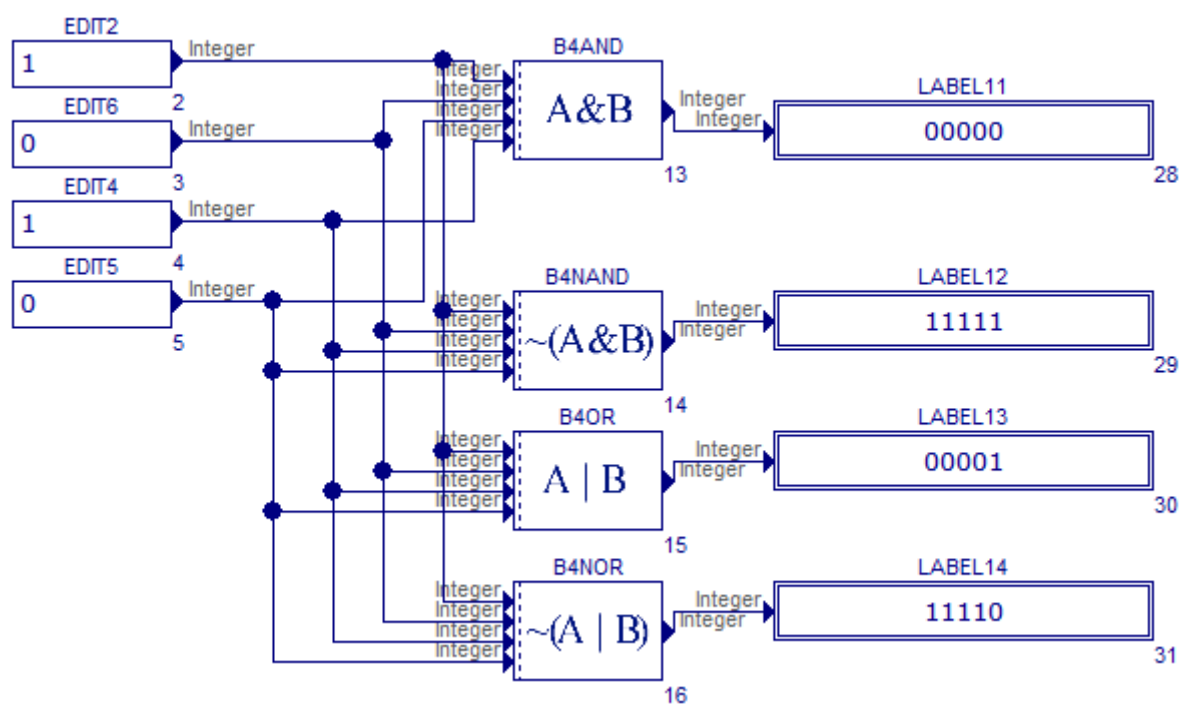 EDIT2
1
Integer
2
EDIT6
0
Integer
3
EDIT4
1
Integer
4
EDIT5
0
Integer
5
B4AND
Integer
Integer
Integer
Integer
A&B
Integer
13
LABEL11
Integer
00000
28
B4NAND
Integer
Integer
Integer
Integer
~(A&B)
Integer
14
LABEL12
Integer
11111
29
B4OR
Integer
Integer
Integer
Integer
A | B
Integer
15
LABEL13
Integer
00001
30
B4NOR
Integer
Integer
Integer
Integer
~(A | B)
Integer
16
LABEL14
Integer
11110
31